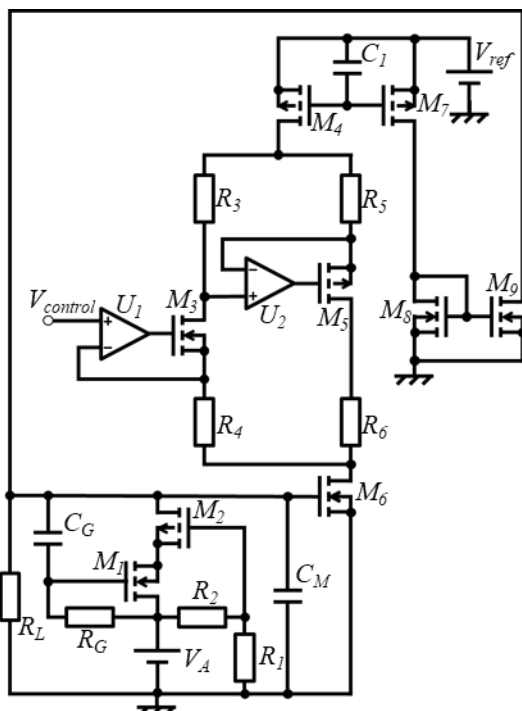 C1
Vref
M4
M7
R3
R5
Vcontrol
U1
M3
U2
M5
M8
M9
R4
R6
M6
M2
CG
M1
CM
R2
RL
RG
VA
R1